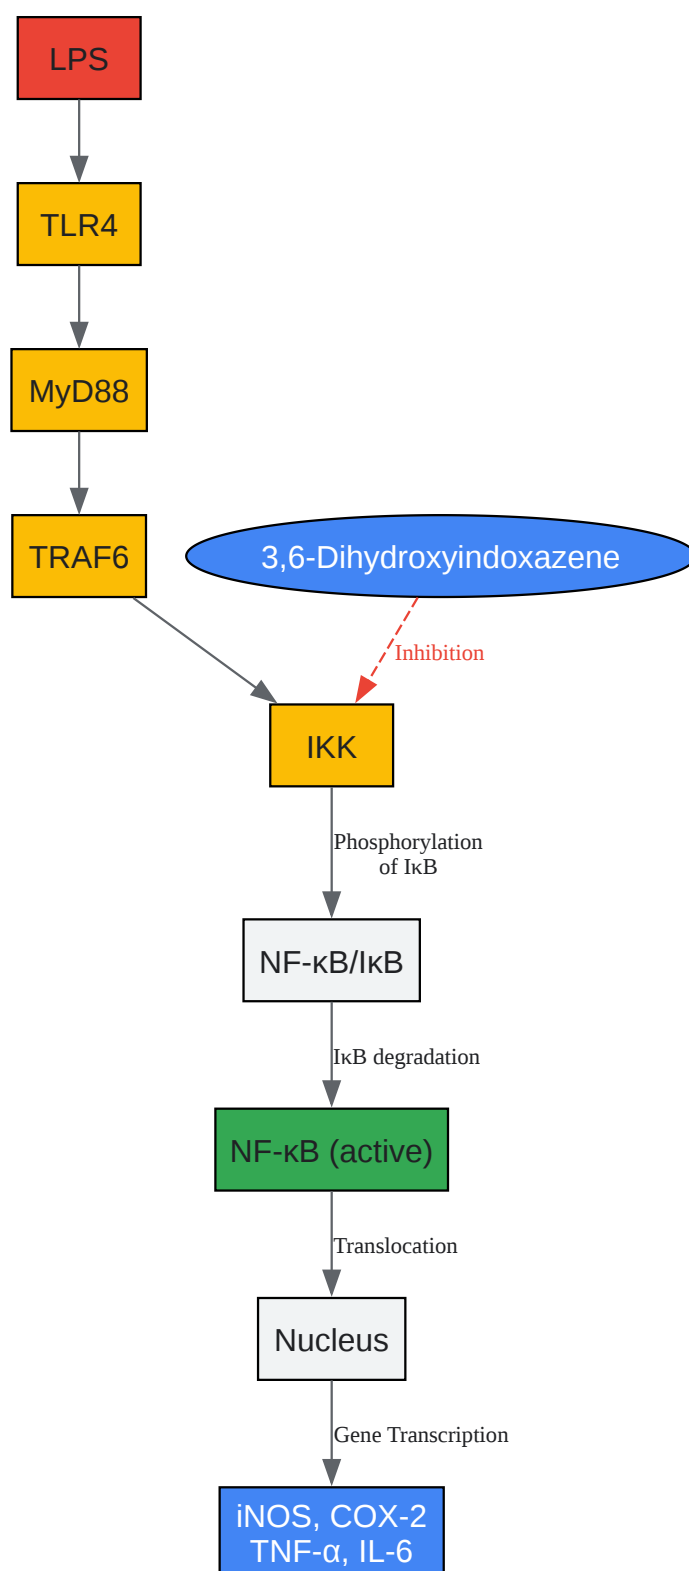 LPS
TLR4
MyD88
TRAF6
3,6-Dihydroxyindoxazene
Inhibition
IKK
Phosphorylation
of IκB
NF-κB/IκB
IκB degradation
NF-κB (active)
Translocation
Nucleus
Gene Transcription
iNOS, COX-2
TNF-α, IL-6